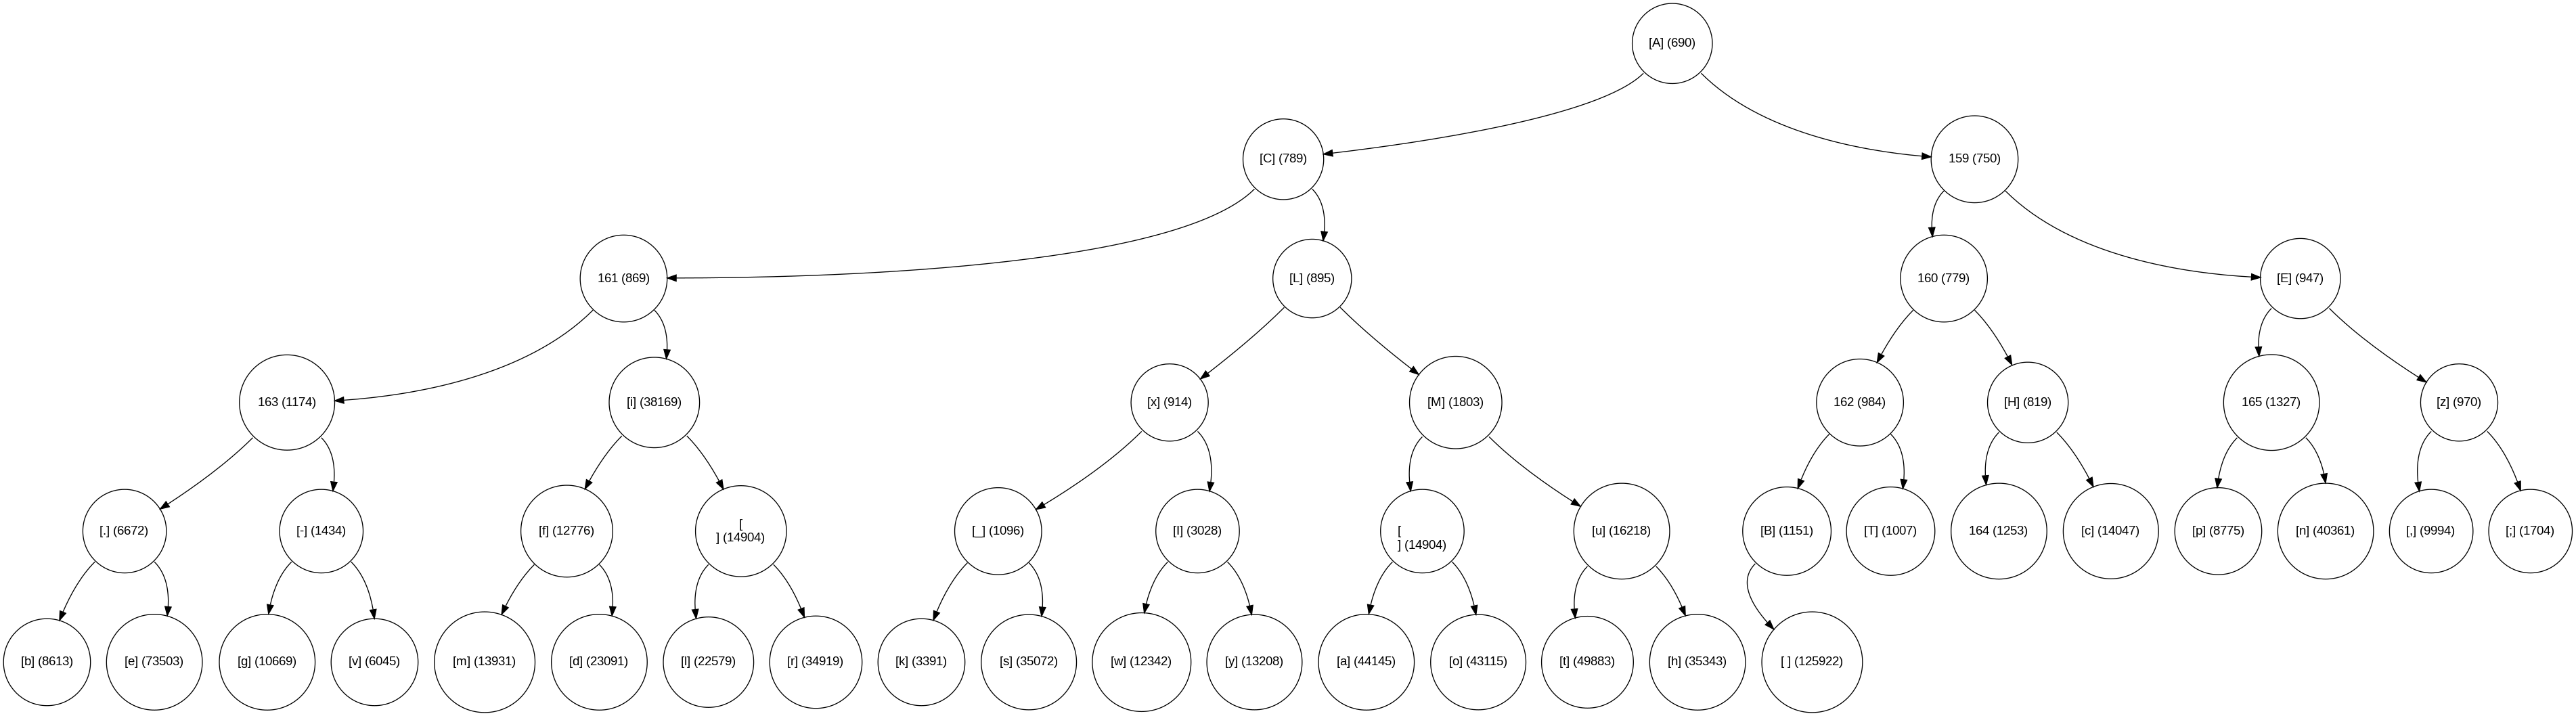 [A] (690)
[C] (789)
159 (750)
161 (869)
[L] (895)
160 (779)
[E] (947)
163 (1174)
[i] (38169)
[x] (914)
[M] (1803)
162 (984)
[H] (819)
165 (1327)
[z] (970)
[.] (6672)
[-] (1434)
[f] (12776)
[
] (14904)
[_] (1096)
[I] (3028)
[
] (14904)
[u] (16218)
[B] (1151)
[T] (1007)
164 (1253)
[c] (14047)
[p] (8775)
[n] (40361)
[,] (9994)
[;] (1704)
[b] (8613)
[e] (73503)
[g] (10669)
[v] (6045)
[m] (13931)
[d] (23091)
[l] (22579)
[r] (34919)
[k] (3391)
[s] (35072)
[w] (12342)
[y] (13208)
[a] (44145)
[o] (43115)
[t] (49883)
[h] (35343)
[ ] (125922)